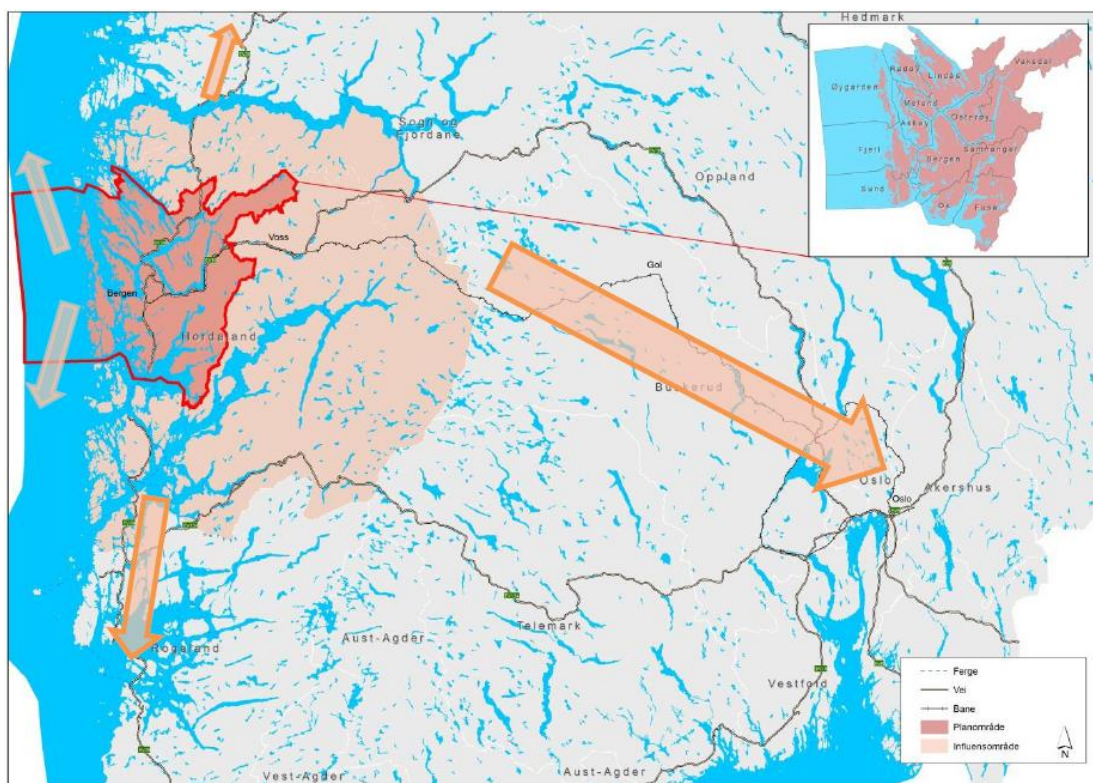 Hedmark
Sogn og
Fjordane
Oppland
Voss
Gol
Bergen
Hordaland
Buskerud
Oslo
Akershus
Oslo
Telemark
Aust-Agder
Rogaland
Vestfold
Vest-Agder
Aust-Agder
Vaksdal
Radøy
Lindås
Øygarden
Meland
Osterøy
Askøy
Samnanger
Fjell
Bergen
Sund
Os
Fusa
Ferge
Vei
Bane
Planområde
Influensområde
N